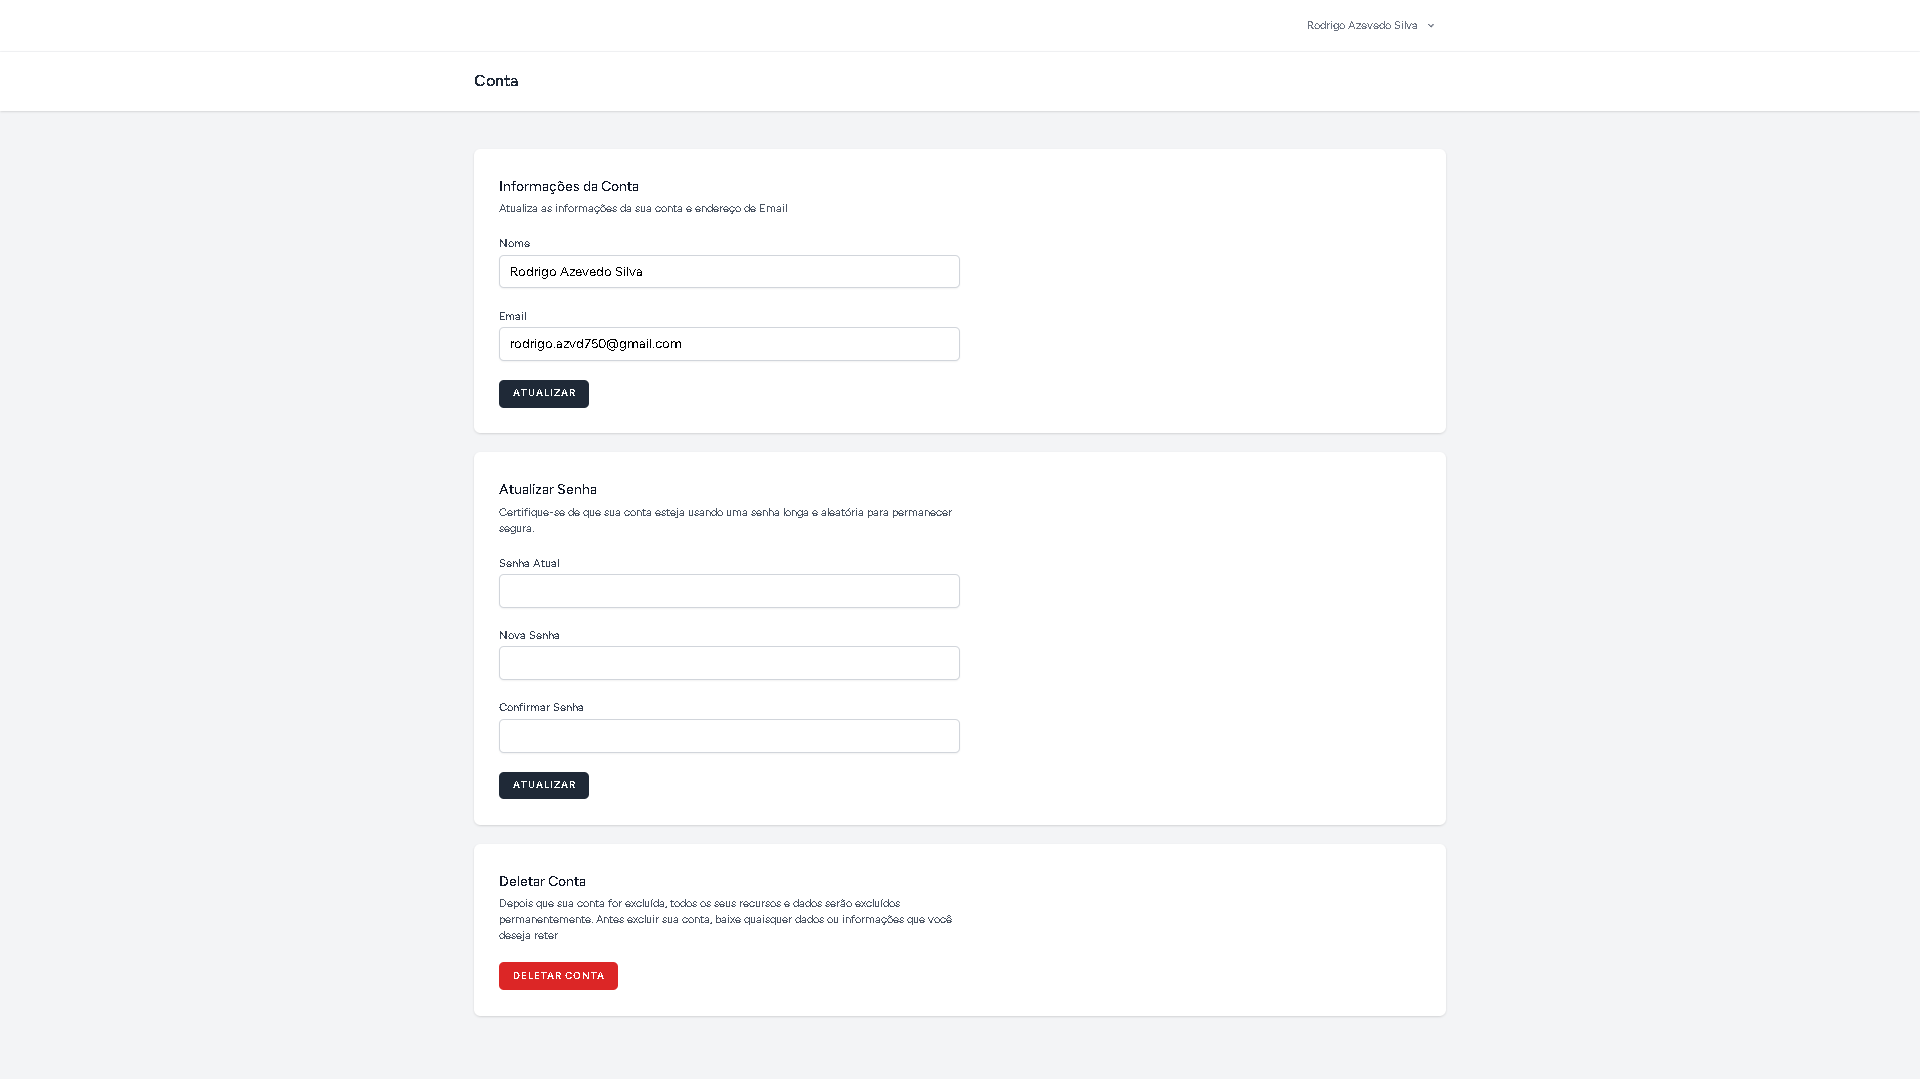 Rodrigo Azevedo Silva
Conta
Informações da Conta
Atualiza as informações da sua conta e endereço de Email
Nome
Rodrigo Azevedo Silva
Email
rodrigo.azvd750@gmail.com
ATUALIZAR
Atualizar Senha
Certifique-se de que sua conta esteja usando uma senha longa e aleatória para permanecer
segura.
Senha Atual
Nova Senha
Confirmar Senha
ATUALIZAR
Deletar Conta
Depois que sua conta for excluída, todos os seus recursos e dados serão excluídos
permanentemente. Antes excluir sua conta, baixe quaisquer dados ou informações que você
deseja reter
DELETAR CONTA